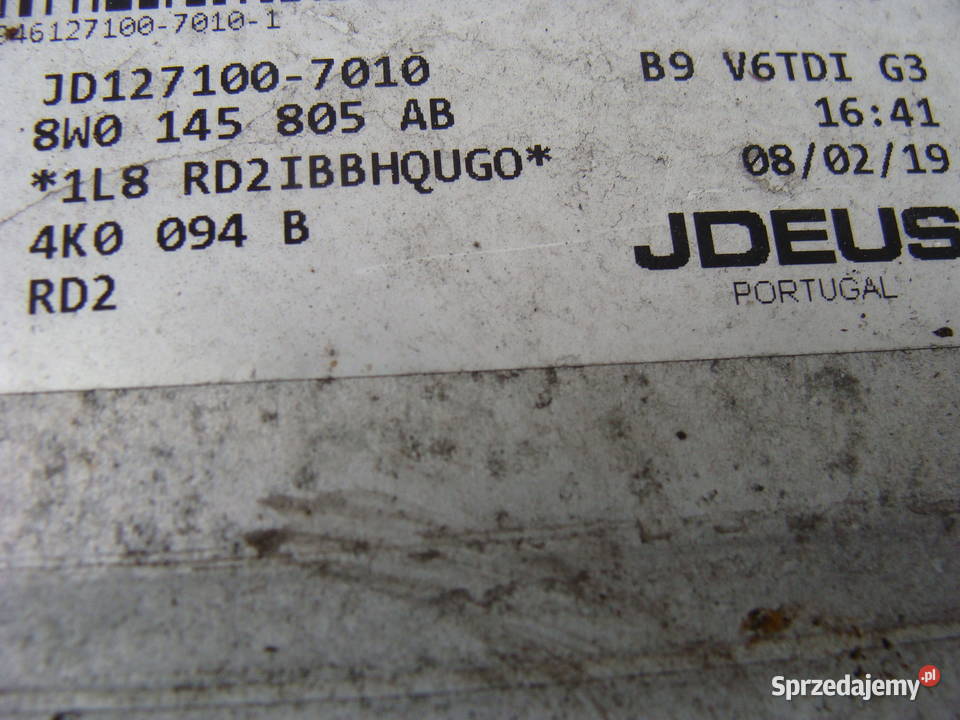 946127100-7010-1
JD127100-7010
B9 V6TDI G3
8W0 145 805 AB
16:41
*1L8 RD2IBBHQUGO*
08/02/19
4K0 094 B
JDEUS
RD2
PORTUGAL
Sprzedajemy.pl